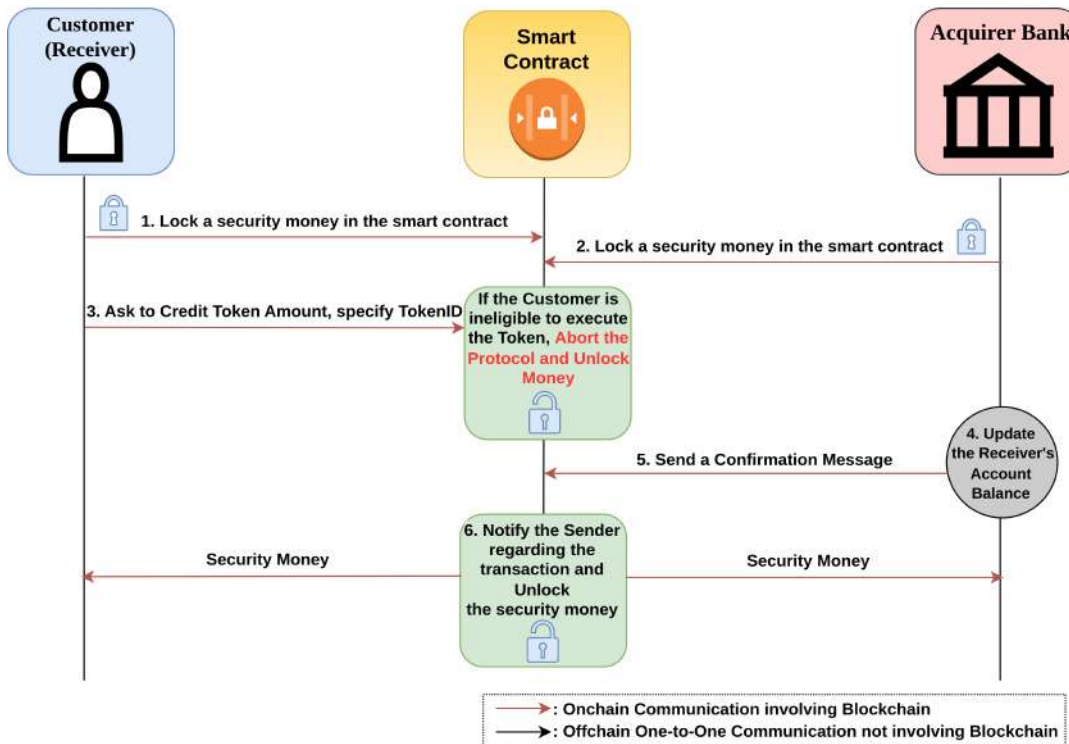 Customer
(Receiver)
Smart
Contract
Acquirer Bank
1. Lock a security money in the smart contract
2. Lock a security money in the smart contract
3. Ask to Credit Token Amount, specify TokenID
If the Customer is
ineligible to execute
the Token, Abort the
Protocol and Unlock
Money
4. Update
the Receiver's
Account
Balance
5. Send a Confirmation Message
6. Notify the Sender
regarding the
transaction and
Unlock
the security money
Security Money
Security Money
: Onchain Communication involving Blockchain
: Offchain One-to-One Communication not involving Blockchain